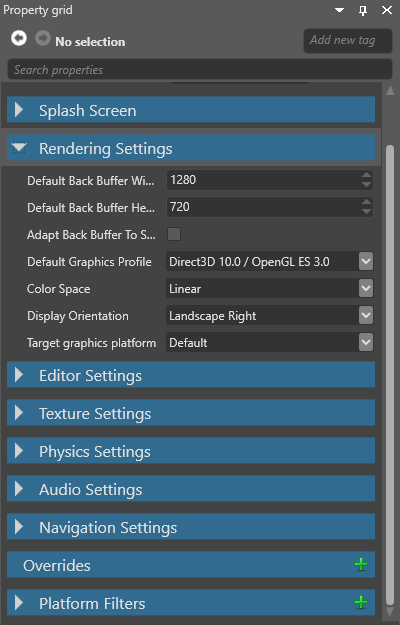 Property grid
No selection
Add new tag
Search properties
Splash Screen
Rendering Settings
Default Back Buffer Wi... 1280
Default Back Buffer He... 720
Adapt Back Buffer To S...
Default Graphics Profile Direct3D 10.0 / OpenGL ES 3.0
Color Space Linear
Display Orientation Landscape Right
Target graphics platform Default
Editor Settings
Texture Settings
Physics Settings
Audio Settings
Navigation Settings
Overrides
Platform Filters